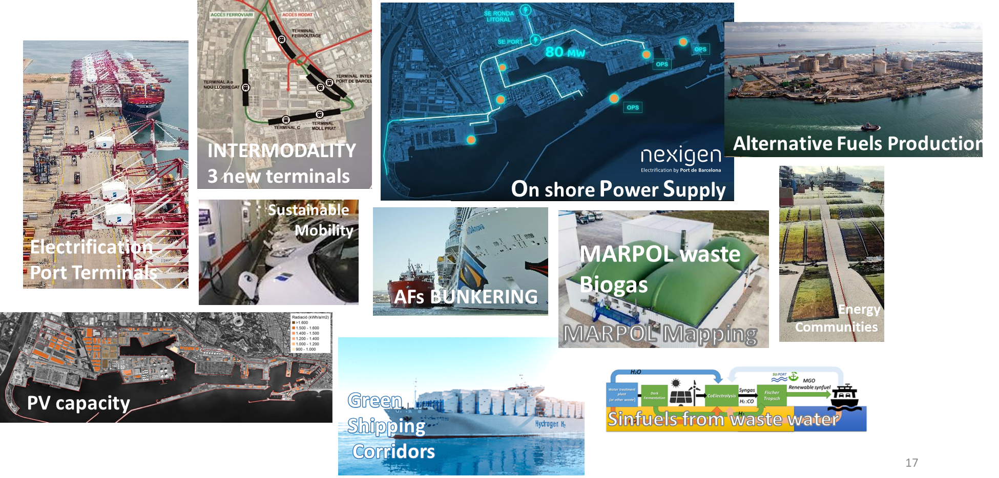 ACCÉS FERROVIARI
ACCÉS RODAT
TERMINAL
FERROUTAGE
TERMINAL INTER
PORT DE BARCEL
TERMINAL A o
NOU LLOBREGAT
TERMINAL C
TERMINAL
MOLL PRAT
INTERMODALITY
3 new terminals
SE RONDA
LITORAL
SE PORT
80 MW
OPS
OPS
OPS
nexigen
Electrification by Port de Barcelona
On shore Power Supply
Alternative Fuels Production
Electrification
Port Terminals
Sustainable
Mobility
AIDAnova
AFs BUNKERING
MARPOL waste
Biogas
MARPOL Mapping
Energy
Communities
Radiació (kWh/a/m2)
>1.600
1.500 - 1.600
1.400 - 1.500
1.200 - 1.400
1.000 - 1.200
900 - 1.000
PV capacity
Green
Shipping
Corridors
Hydrogen H₂
H₂O
SU-PORT
MGO
Renewable synfuel
Water treatment
plant
(or other waste)
Dark
Fermentation
CoElectrolysis
Syngas
H₂ :CO
Fischer
Tropsch
H₂
Sinfuels from waste water
17